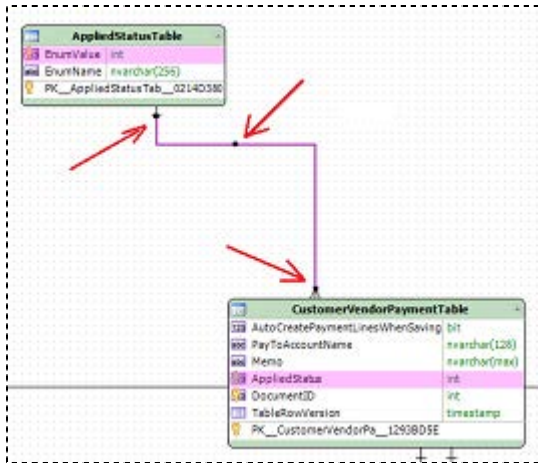 AppliedStatusTable
EnumValue int
EnumName nvarchar(256)
PK__AppliedStatusTab__0214D380
CustomerVendorPaymentTable
AutoCreatePaymentLinesWhenSaving bit
PayToAccountName nvarchar(128)
Memo nvarchar(max)
AppliedStatus int
DocumentID int
TableRowVersion timestamp
PK__CustomerVendorPa__1293BD5E